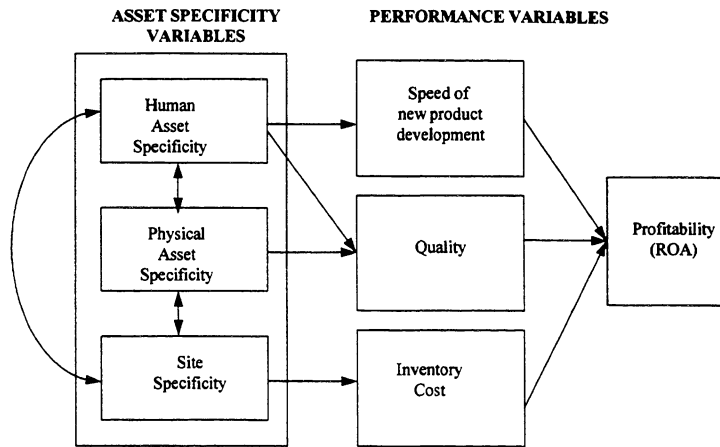 ASSET SPECIFICITY
VARIABLES
PERFORMANCE VARIABLES
Human
Asset
Specificity
Physical
Asset
Specificity
Site
Specificity
Speed of
new product
development
Quality
Inventory
Cost
Profitability
(ROA)